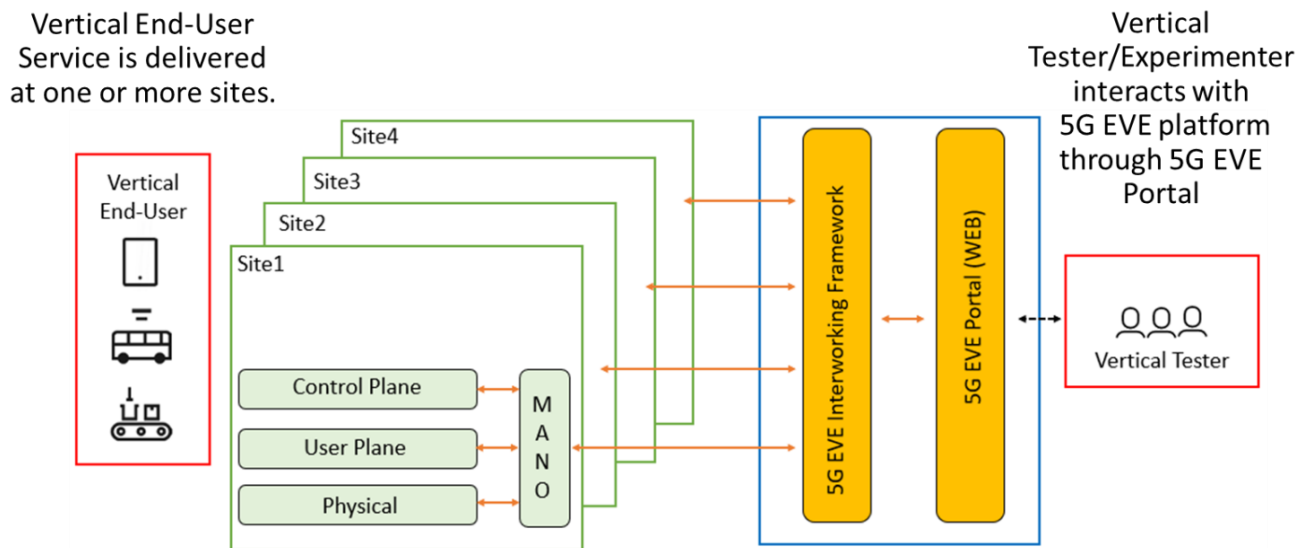 Vertical End-User
Service is delivered
at one or more sites.
Vertical
Tester/Experimenter
interacts with
5G EVE platform
through 5G EVE
Portal
Vertical
End-User
Site4
Site3
Site2
Site1
Control Plane
User Plane
Physical
M
A
N
O
5G EVE Interworking Framework
5G EVE Portal (WEB)
Vertical Tester